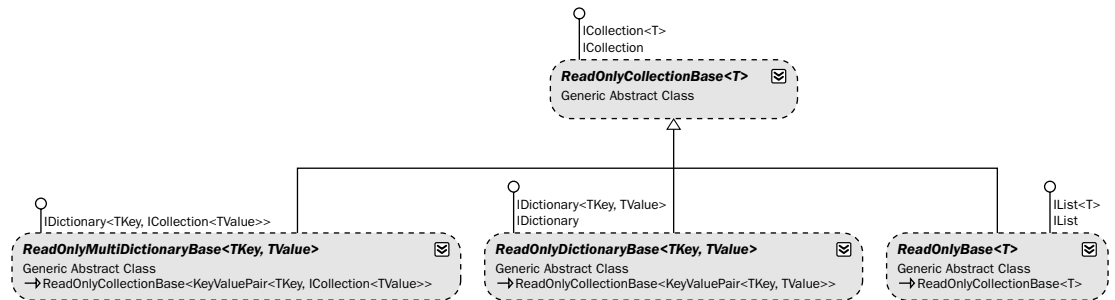 ICollection<T>
ICollection
ReadOnlyCollectionBase<T>
Generic Abstract Class
IDictionary<TKey, ICollection<TValue>>
ReadOnlyMultiDictionaryBase<TKey, TValue>
Generic Abstract Class
ReadOnlyCollectionBase<KeyValuePair<TKey, ICollection<TValue>>
IDictionary<TKey, TValue>
IDictionary
ReadOnlyDictionaryBase<TKey, TValue>
Generic Abstract Class
ReadOnlyCollectionBase<KeyValuePair<TKey, TValue>>
IList<T>
IList
ReadOnlyBase<T>
Generic Abstract Class
ReadOnlyCollectionBase<T>